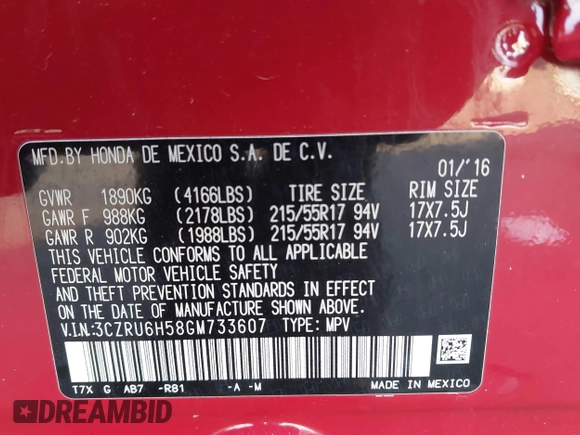 MFD. BY HONDA DE MEXICO S.A. DE C.V.
01/'16
GVWR 1890KG (4166LBS) TIRE SIZE RIM SIZE
GAWR F 988KG (2178LBS) 215/55R17 94V 17X7.5J
GAWR R 902KG (1988LBS) 215/55R17 94V 17X7.5J
THIS VEHICLE CONFORMS TO ALL APPLICABLE
FEDERAL MOTOR VEHICLE SAFETY
AND THEFT PREVENTION STANDARDS IN EFFECT
ON THE DATE OF MANUFACTURE SHOWN ABOVE.
V.I.N.:3CZRU6H58GM733607 TYPE: MPV
T7X G AB7 -R81 -A -M MADE IN MEXICO
DREAMBID